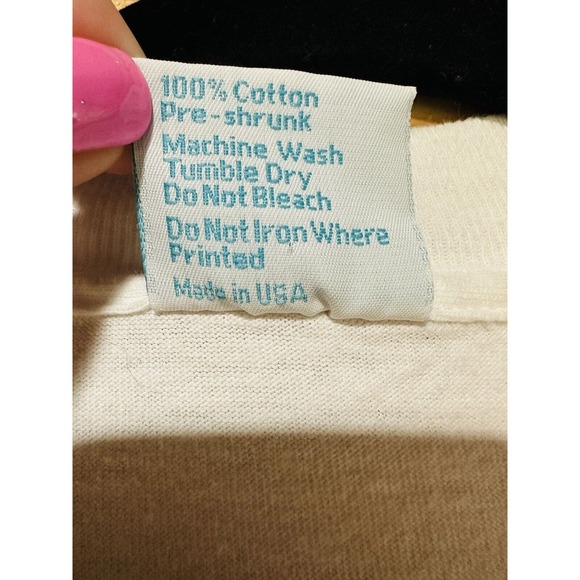 100% Cotton
Pre-shrunk
Machine Wash
Tumble Dry
Do Not Bleach
Do Not Iron Where
Printed
Made in USA